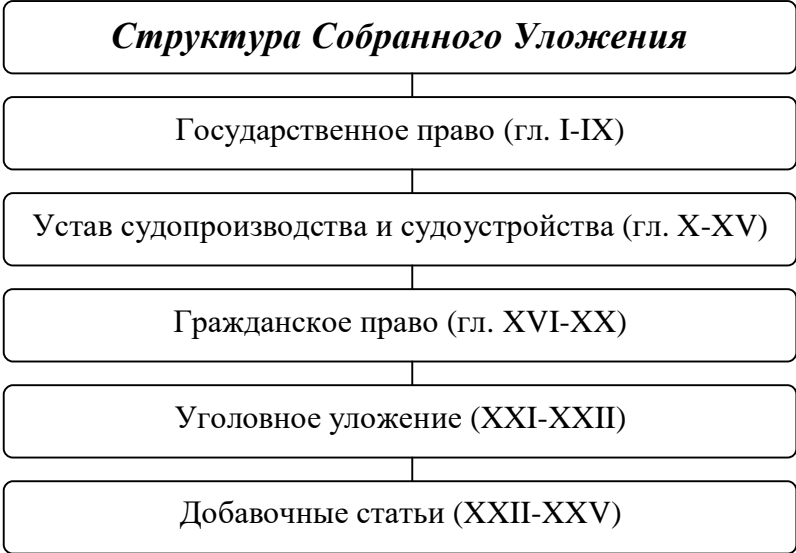 Структура Собранного Уложения
Государственное право (гл. I-IX)
Устав судопроизводства и судоустройства (гл. X-XV)
Гражданское право (гл. XVI-XX)
Уголовное уложение (XXI-XXII)
Добавочные статьи (XXII-XXV)